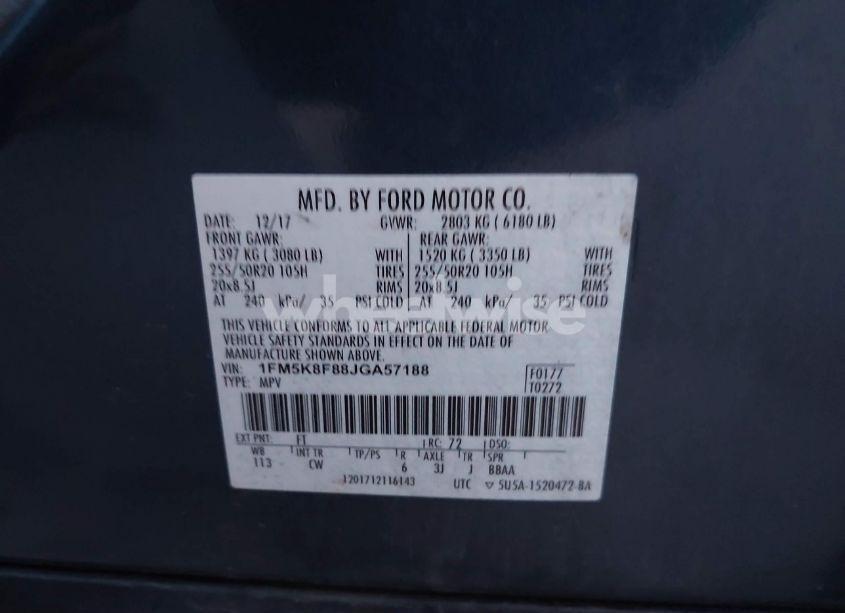 MFD. BY FORD MOTOR CO.
DATE: 12/17 GVWR: 2803 KG ( 6180 LB)
FRONT GAWR: REAR GAWR:
1397 KG ( 3080 LB) WITH 1520 KG ( 3350 LB) WITH
255/50R20 105H TIRES 255/50R20 105H TIRES
20x8.5J RIMS 20x8.5J RIMS
AT 240 kPa/ 35 PSI COLD AT 240 kPa/ 35 PSI COLD
wheelwise
THIS VEHICLE CONFORMS TO ALL APPLICABLE FEDERAL MOTOR
VEHICLE SAFETY STANDARDS IN EFFECT ON THE DATE OF
MANUFACTURE SHOWN ABOVE.
VIN: 1FM5K8F88JGA57188 F0177
TYPE: MPV T0272
EXT PNT: FT RC: 72 DSO:
WB INT TR TP/PS R AXLE TR SPR
113 CW 6 3J J BBAA
1201712116143 UTC ▽ 5U5A-1520472-BA